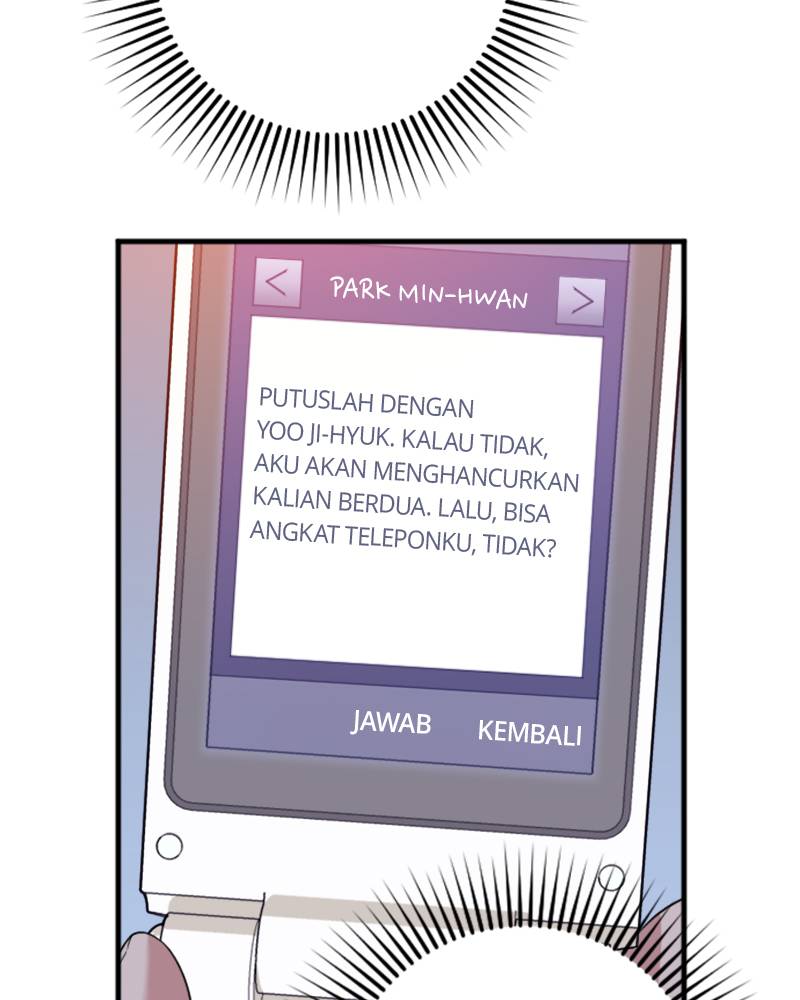 <
PARK MIN-HWAN
>
PUTUSLAH DENGAN
YOO JI-HYUK. KALAU TIDAK,
AKU AKAN MENGHANCURKAN
KALIAN BERDUA. LALU, BISA
ANGKAT TELEPONKU, TIDAK?
JAWAB KEMBALI